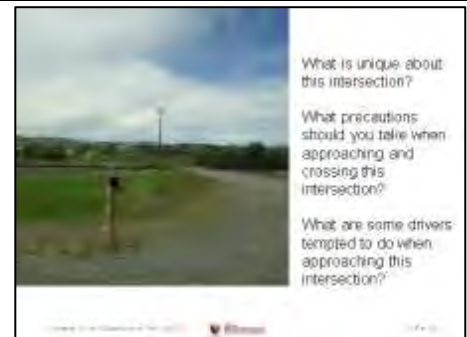 What is unique about
this intersection?
What precautions
should you take when
approaching and
crossing this
intersection?
What are some drivers
tempted to do when
approaching this
intersection?